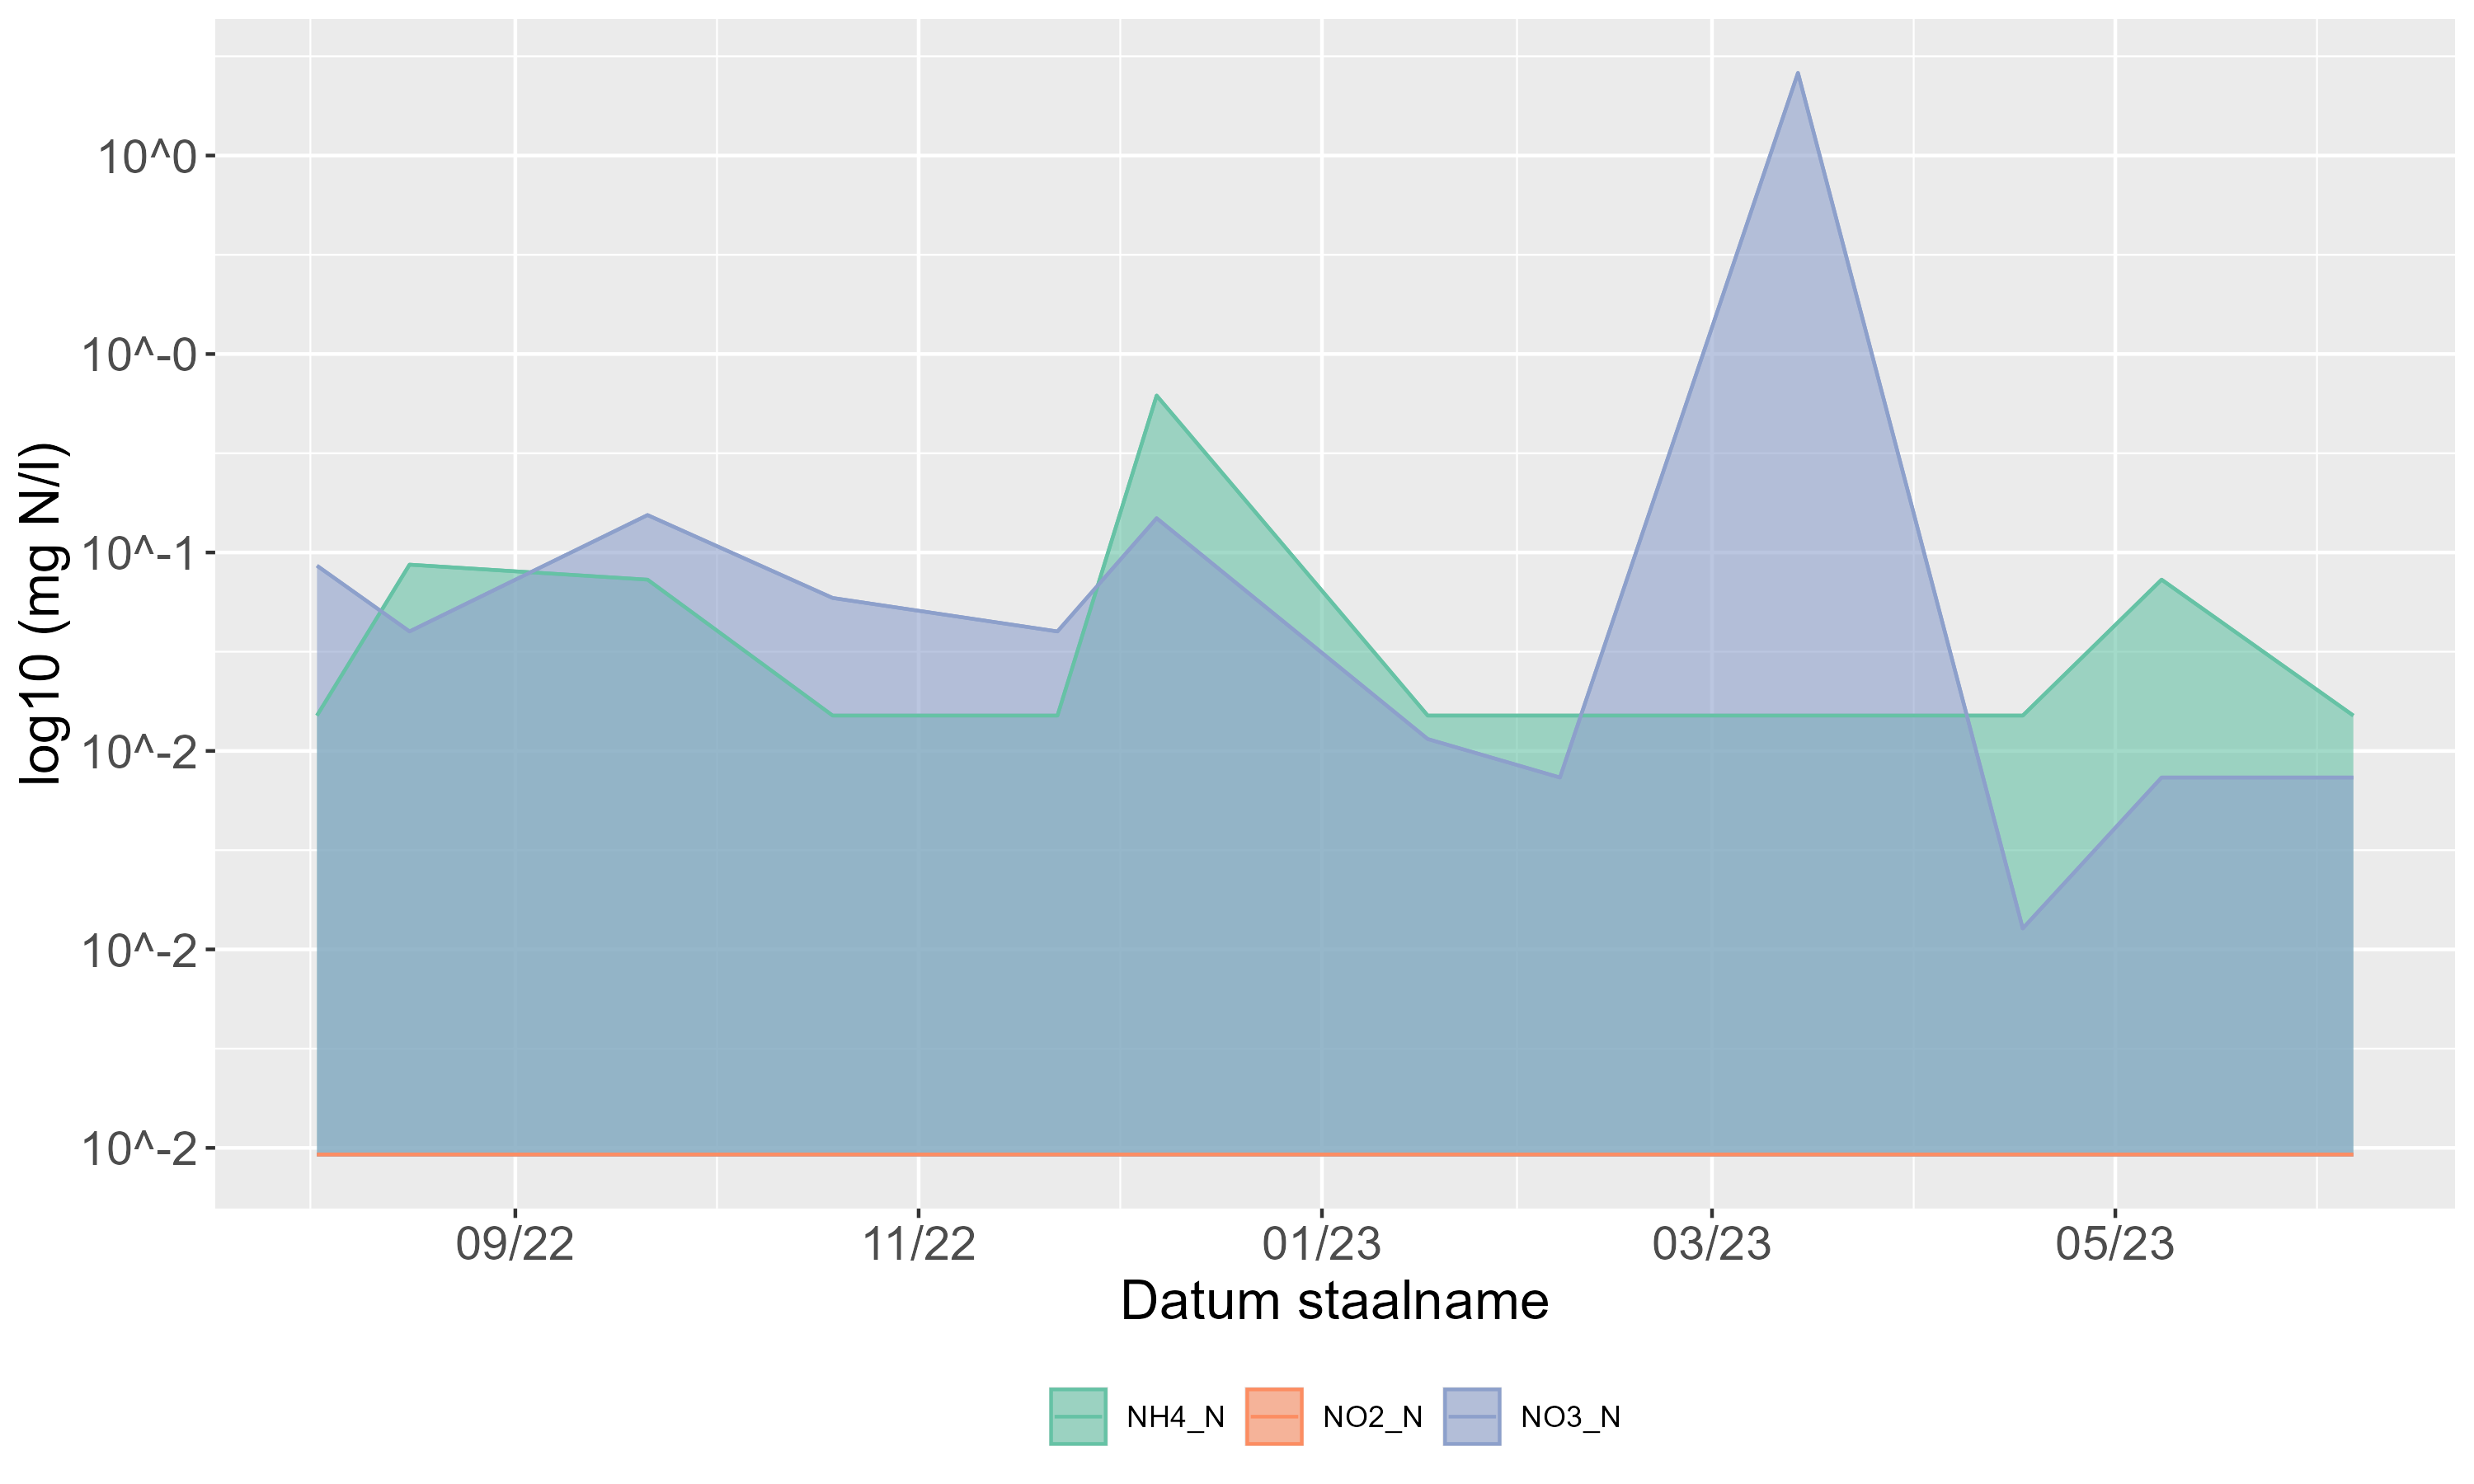 log10 (mg N/l)
10^0
10^-0
10^-1
10^-2
10^-2
10^-2
09/22 11/22 01/23 03/23 05/23
Datum staalname
NH4_N NO2_N NO3_N